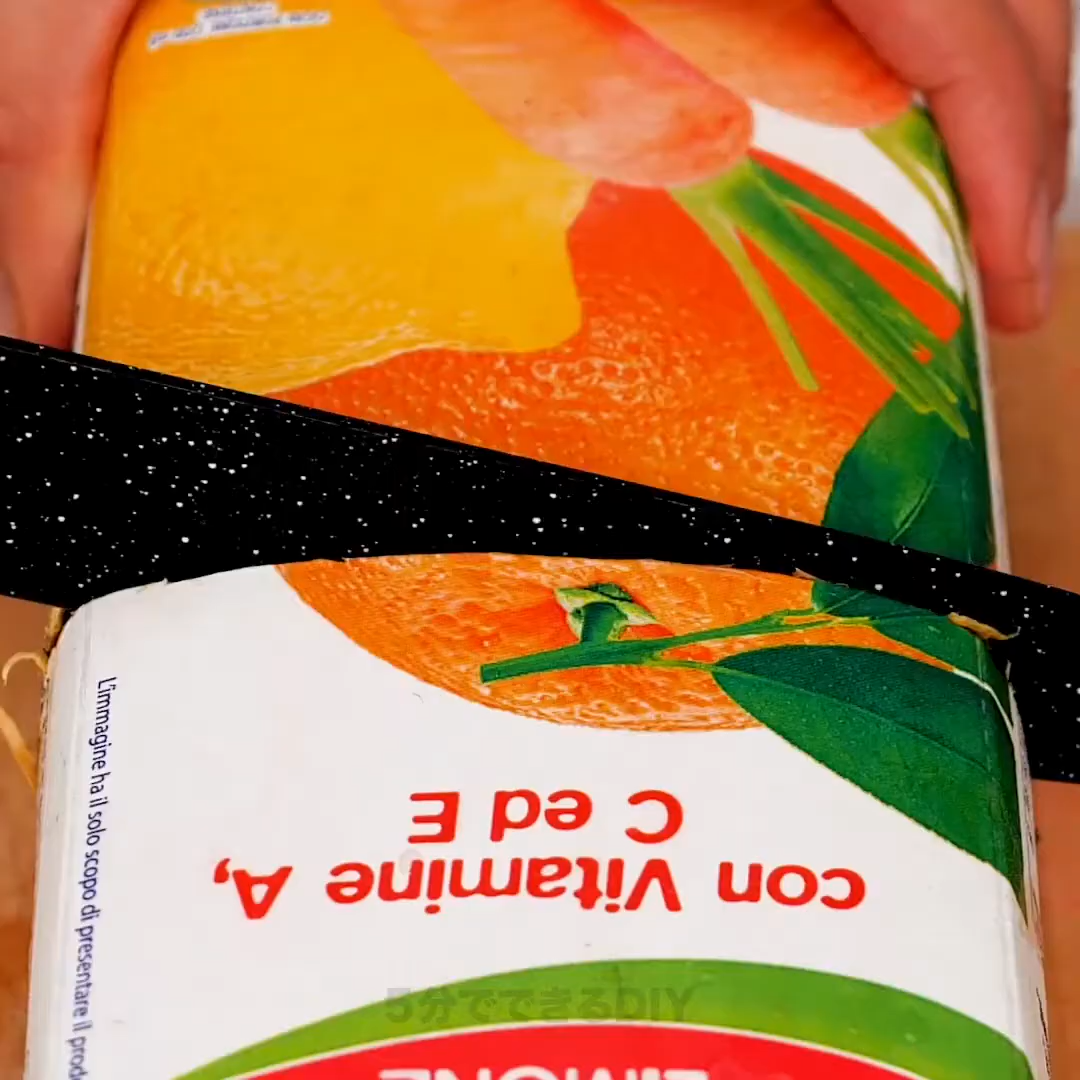 con Vitamine A,
C ed E
L'immagine ha il solo scopo di presentare il prod
LIMONE
5分でできるDIY